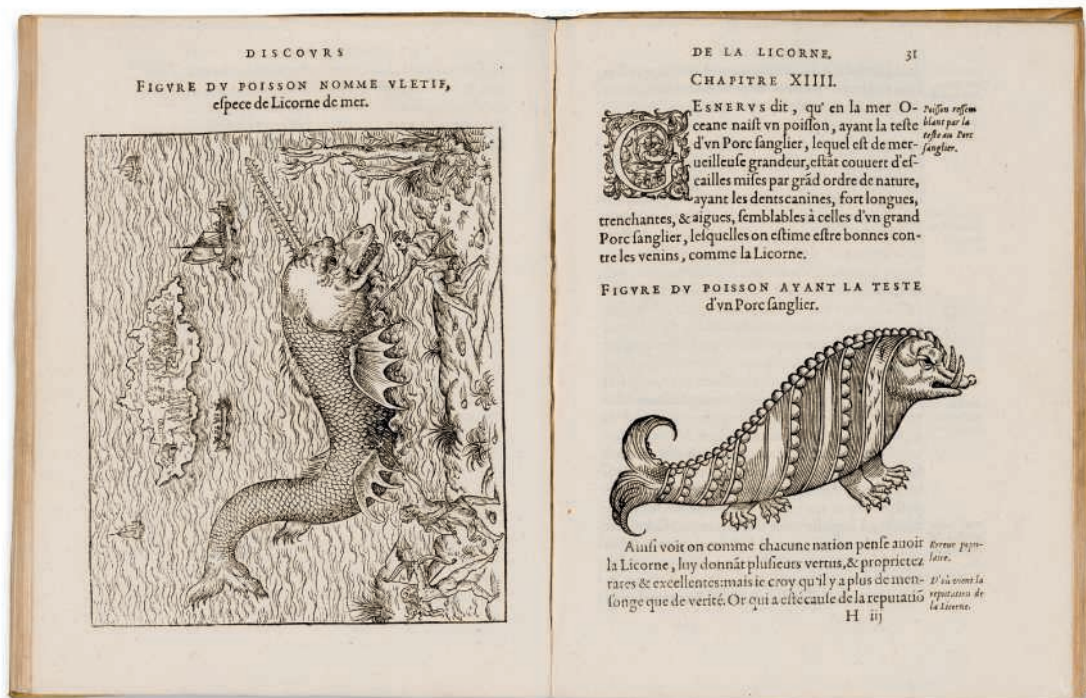 DISCOVRS
FIGVRE DV POISSON NOMME VLETIF,
eſpece de Licorne de mer.
DE LA LICORNE. 31
CHAPITRE XIIII.
GESNERVS dit, qu'en la mer O-
ceane naiſt vn poiſſon, ayant la teſte
d'vn Porc ſanglier, lequel eſt de mer-
ueilleuſe grandeur, eſtāt couuert d'eſ-
cailles miſes par grād ordre de nature,
ayant les dents canines, fort longues,
trenchantes, & aigues, ſemblables à celles d'vn grand
Porc ſanglier, leſquelles on eſtime eſtre bonnes con-
tre les venins, comme la Licorne.
Poiſſon reſſem
blant par la
teſte au Porc
ſanglier.
FIGVRE DV POISSON AYANT LA TESTE
d'vn Porc ſanglier.
Ainſi voit on comme chacune nation penſe auoir
la Licorne, luy donnāt pluſieurs vertus, & proprietez
rares & excellentes: mais ie croy qu'il y a plus de men-
ſonge que de verité. Or qui a eſté cauſe de la reputatiō
Erreur popu-
laire.
D'où vient la
reputation de
la Licorne.
H iij